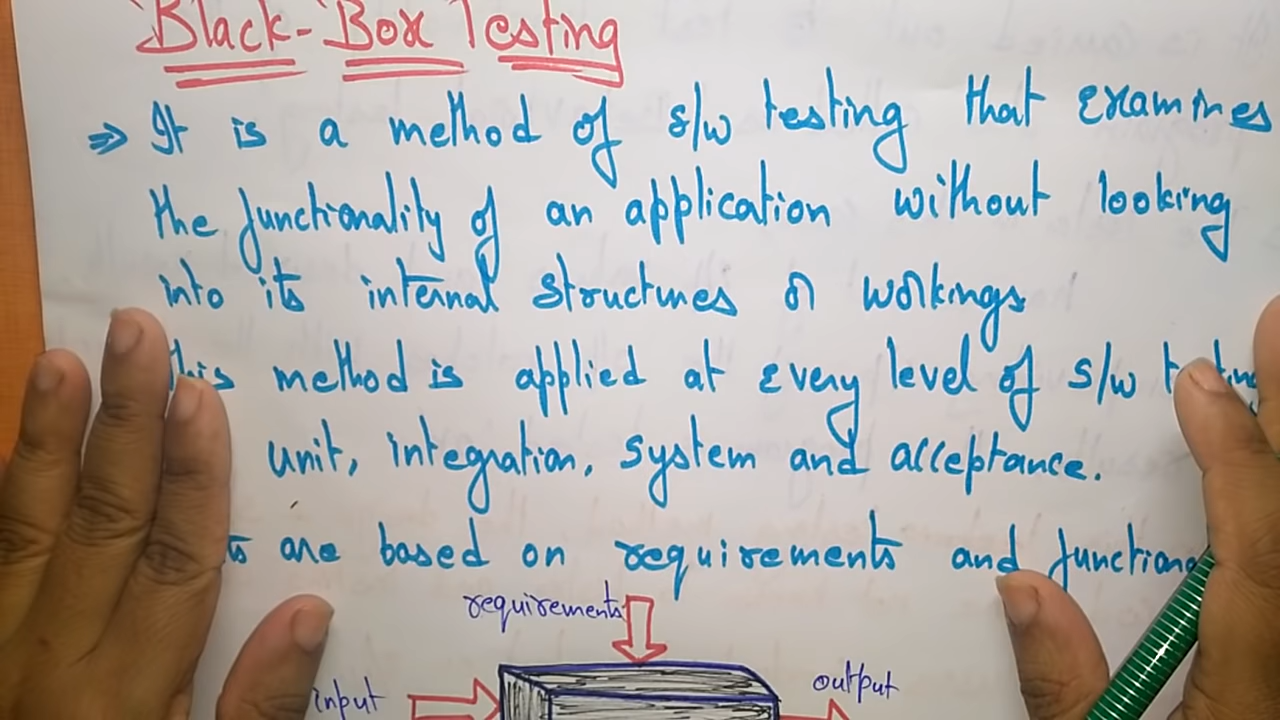 Black-Box Testing
⇒ It is a method of s/w testing that examines
the functionality of an application without looking
into its internal structures or workings
method is applied at every level of s/w
unit, integration, system and acceptance.
are based on requirements and
requirements
input
output